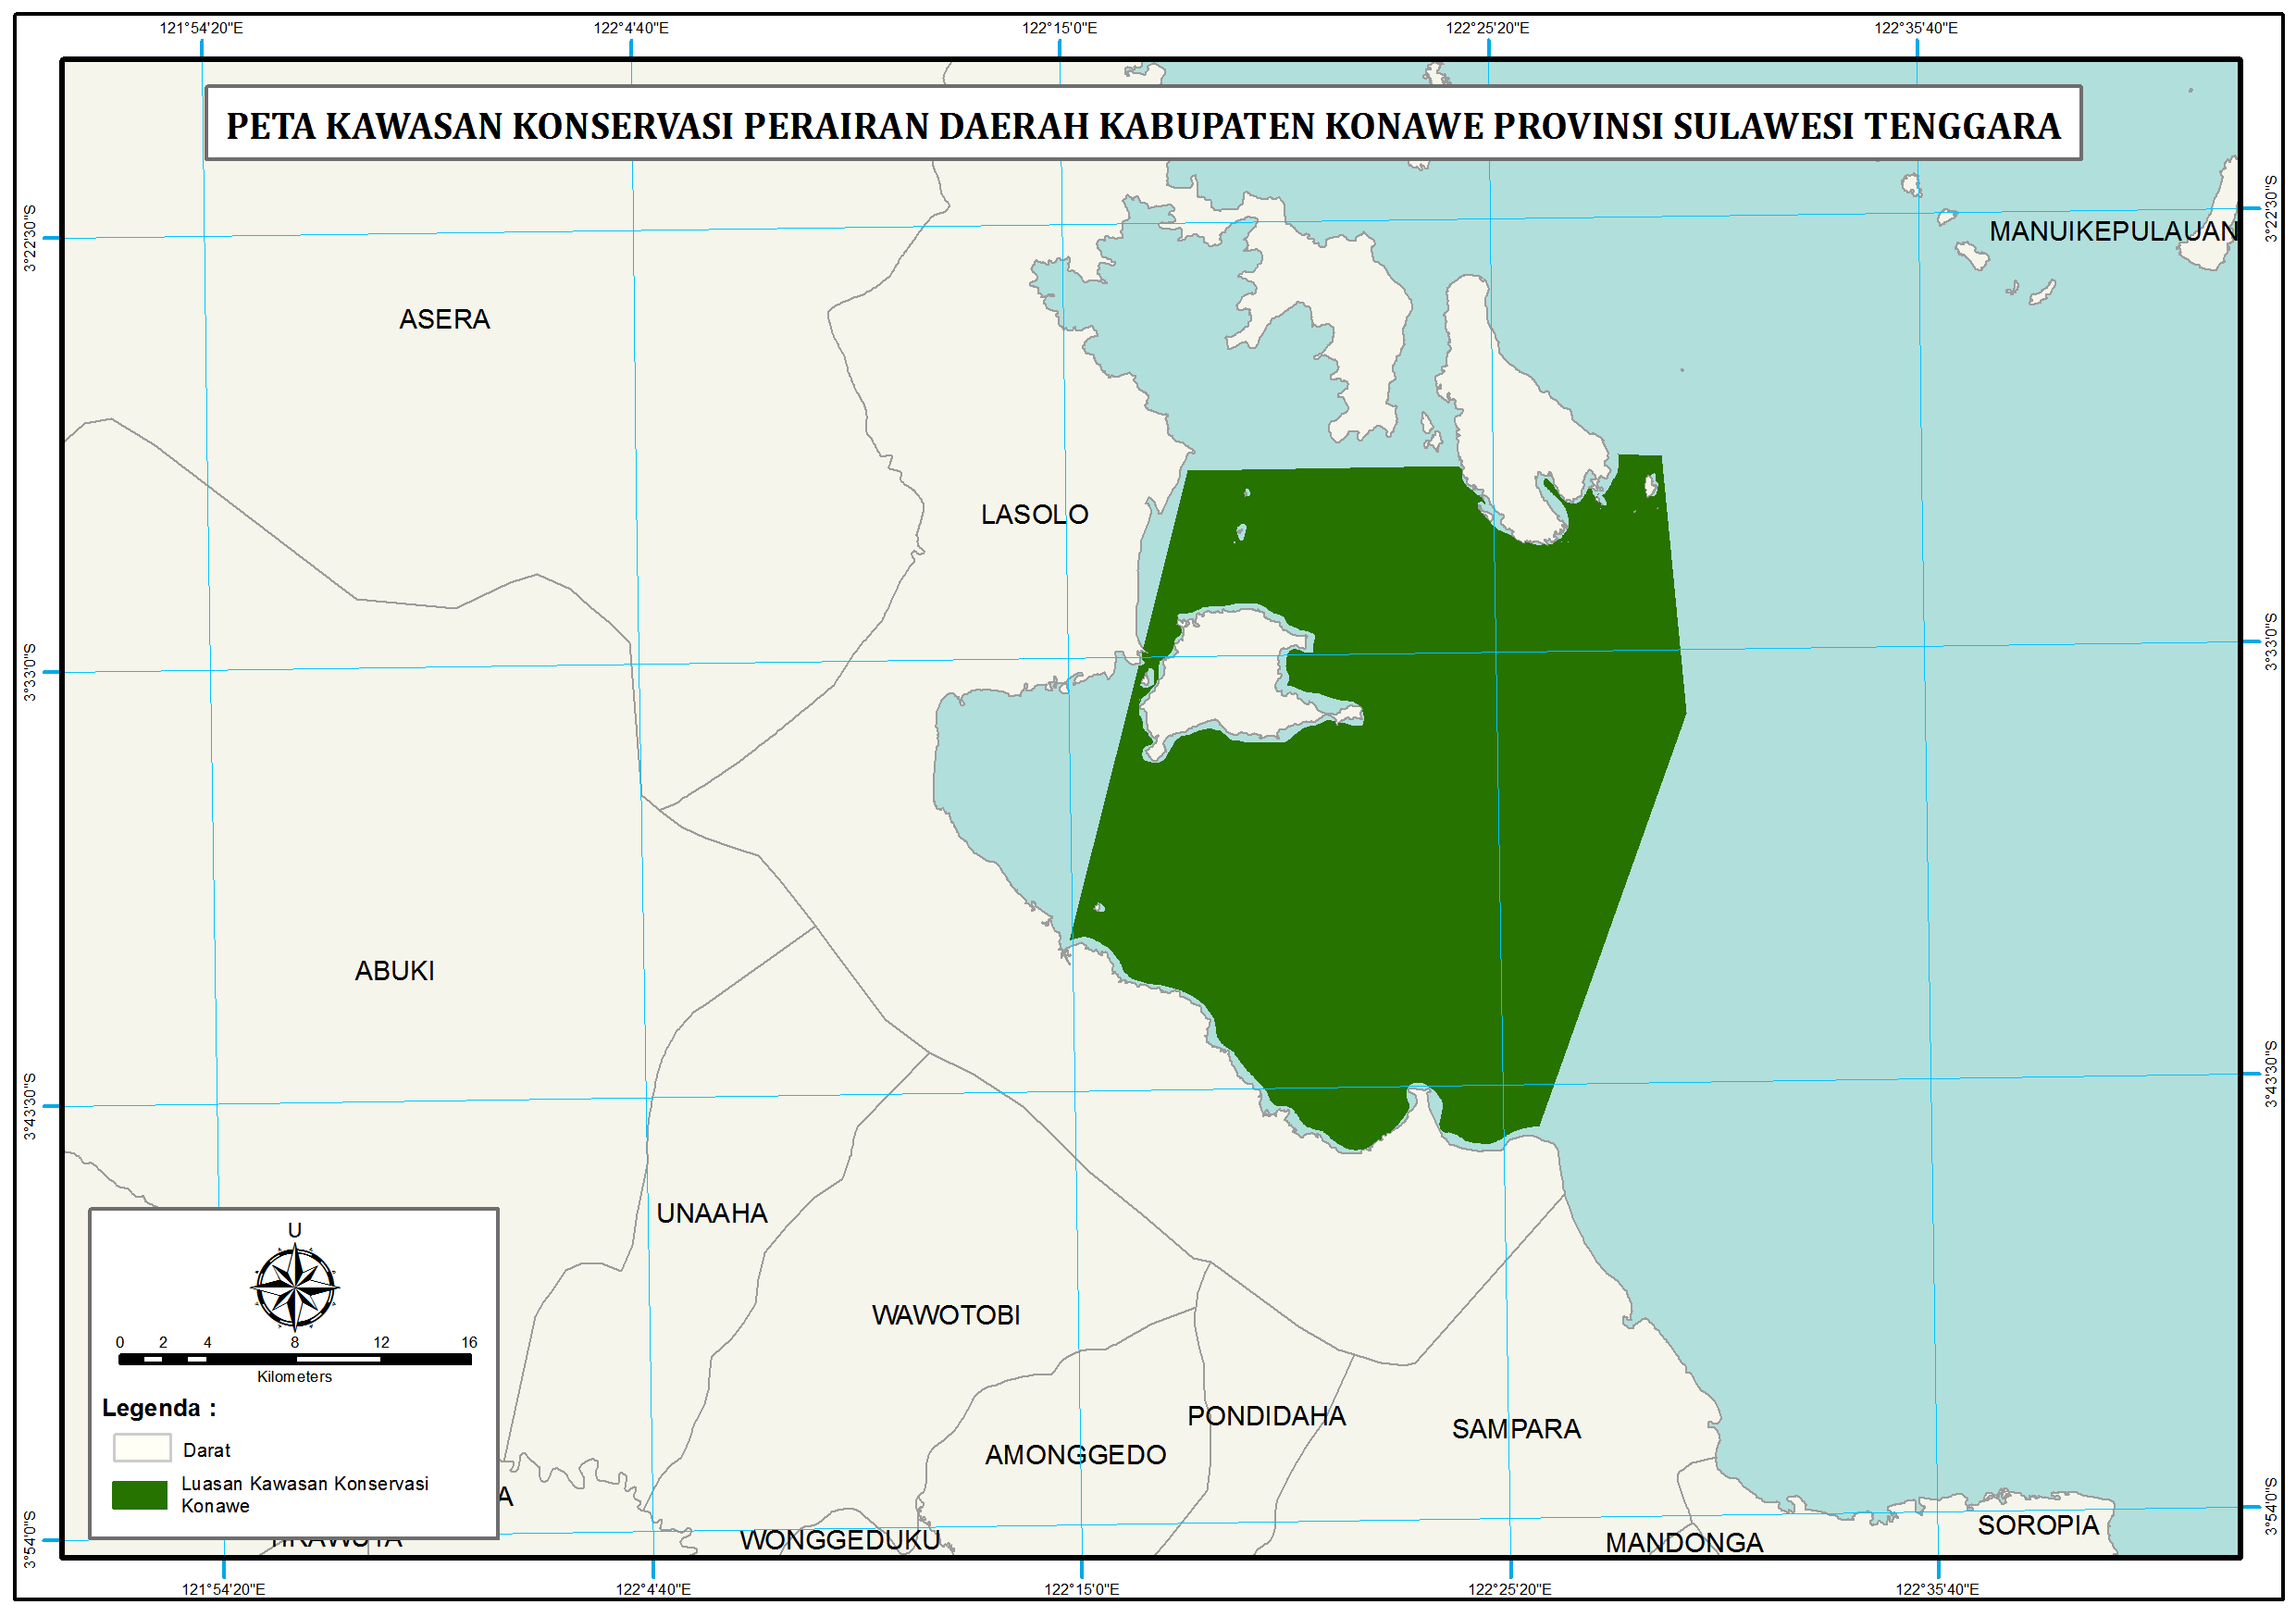 121°54'20"E 122°4'40"E 122°15'0"E 122°25'20"E 122°35'40"E
PETA KAWASAN KONSERVASI PERAIRAN DAERAH KABUPATEN KONAWE PROVINSI SULAWESI TENGGARA
3°22'30"S 3°22'30"S
MANUIKEPULAUAN
ASERA
LASOLO
3°33'0"S 3°33'0"S
ABUKI
3°43'30"S 3°43'30"S
UNAAHA
U
WAWOTOBI
0 2 4 8 12 16
Kilometers
Legenda :
PONDIDAHA
SAMPARA
Darat
AMONGGEDO
Luasan Kawasan Konservasi
Konawe
A
3°54'0"S 3°54'0"S
SOROPIA
WONGGEDUKU
MANDONGA
121°54'20"E 122°4'40"E 122°15'0"E 122°25'20"E 122°35'40"E